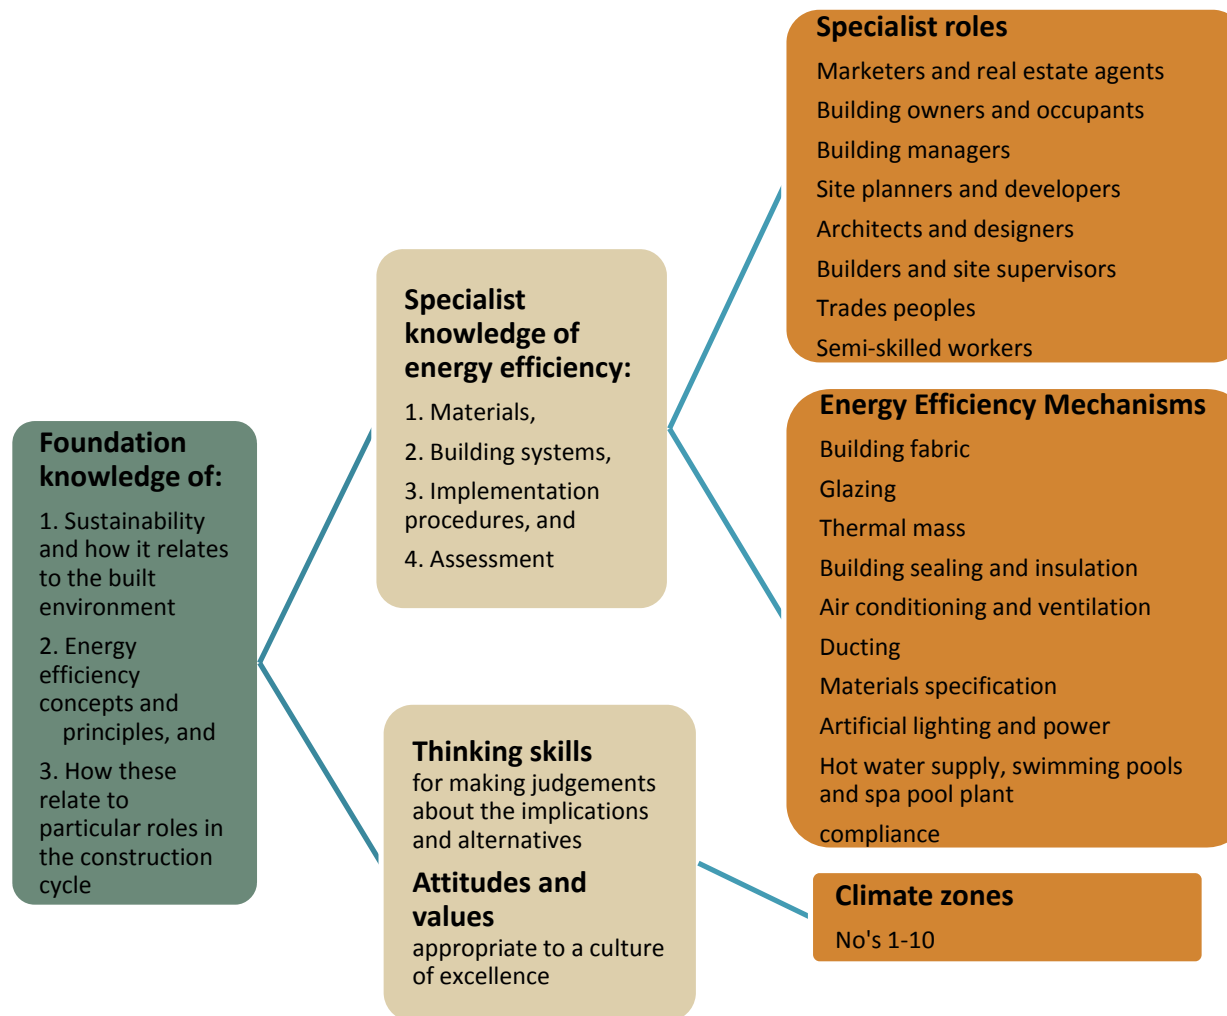 Foundation
knowledge of:
1. Sustainability
and how it relates
to the built
environment
2. Energy
efficiency
concepts and
principles, and
3. How these
relate to
particular roles in
the construction
cycle
Specialist
knowledge of
energy efficiency:
1. Materials,
2. Building systems,
3. Implementation
procedures, and
4. Assessment
Thinking skills
for making judgements
about the implications
and alternatives
Attitudes and
values
appropriate to a culture
of excellence
Specialist roles
Marketers and real estate agents
Building owners and occupants
Building managers
Site planners and developers
Architects and designers
Builders and site supervisors
Trades peoples
Semi-skilled workers
Energy Efficiency Mechanisms
Building fabric
Glazing
Thermal mass
Building sealing and insulation
Air conditioning and ventilation
Ducting
Materials specification
Artificial lighting and power
Hot water supply, swimming pools
and spa pool plant
compliance
Climate zones
No's 1-10